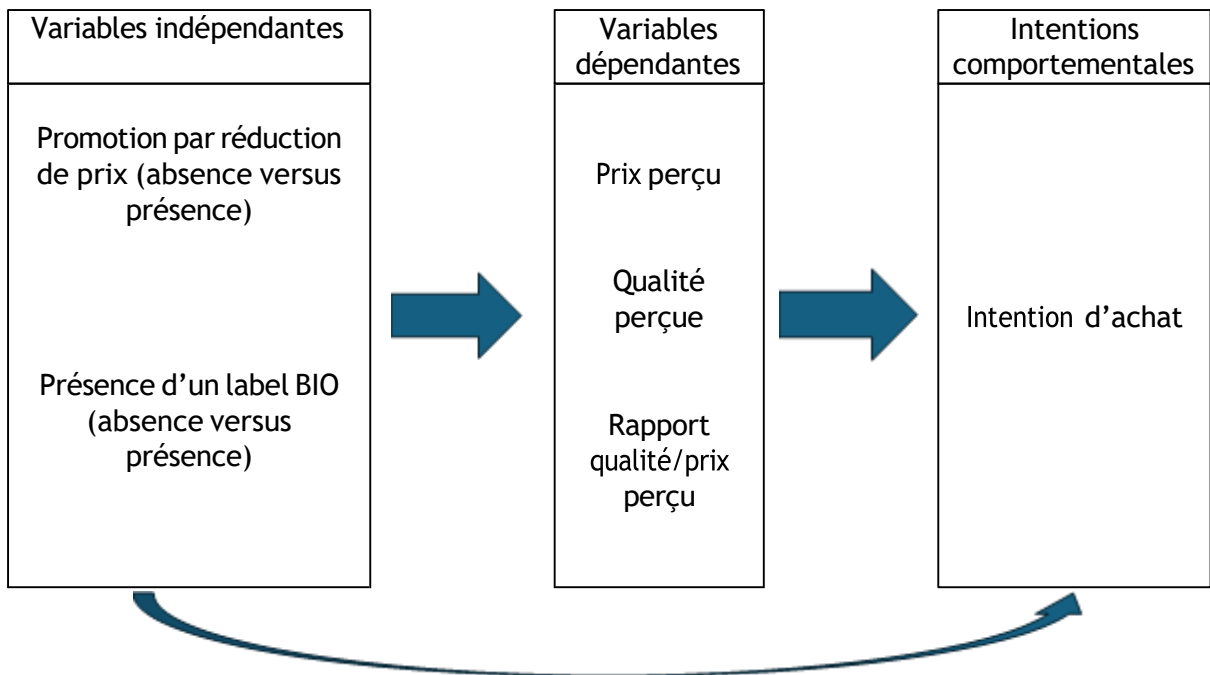 Variables indépendantes
Promotion par réduction
de prix (absence versus
présence)
Présence d'un label BIO
(absence versus
présence)
Variables
dépendantes
Prix perçu
Qualité
perçue
Rapport
qualité/prix
perçu
Intentions
comportementales
Intention d’achat